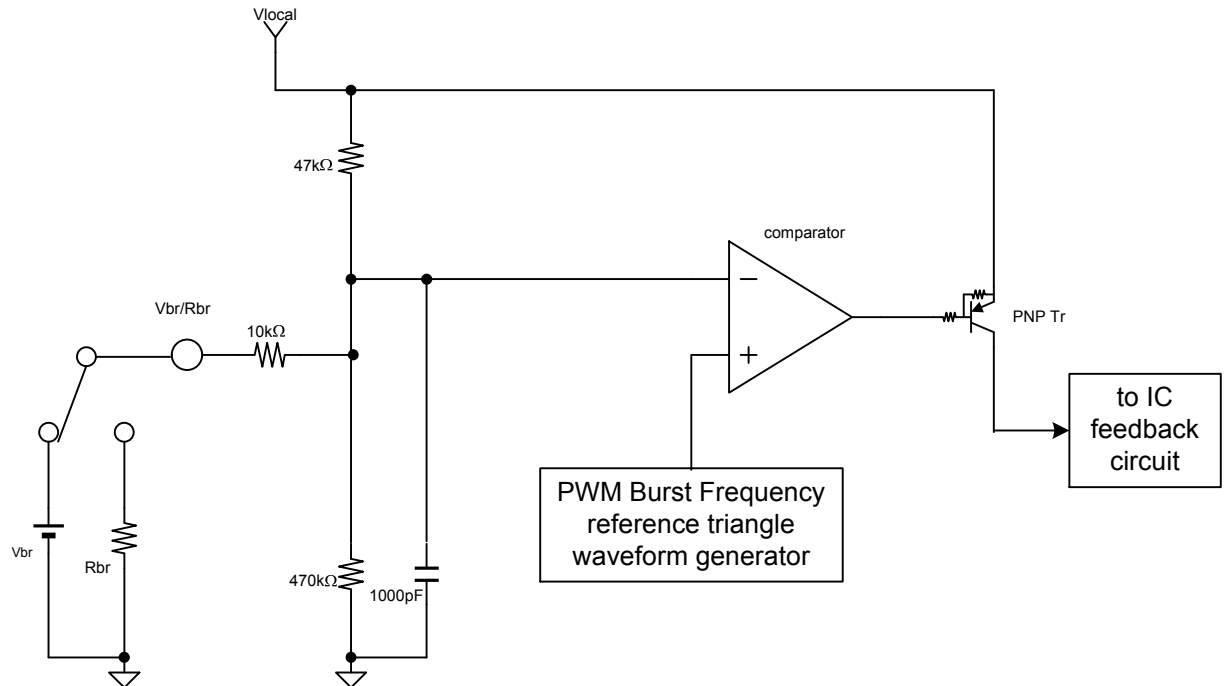 Vlocal
47kΩ
comparator
−
+
Vbr/Rbr
10kΩ
PNP Tr
to IC
feedback
circuit
PWM Burst Frequency
reference triangle
waveform generator
Vbr
Rbr
470kΩ
1000pF